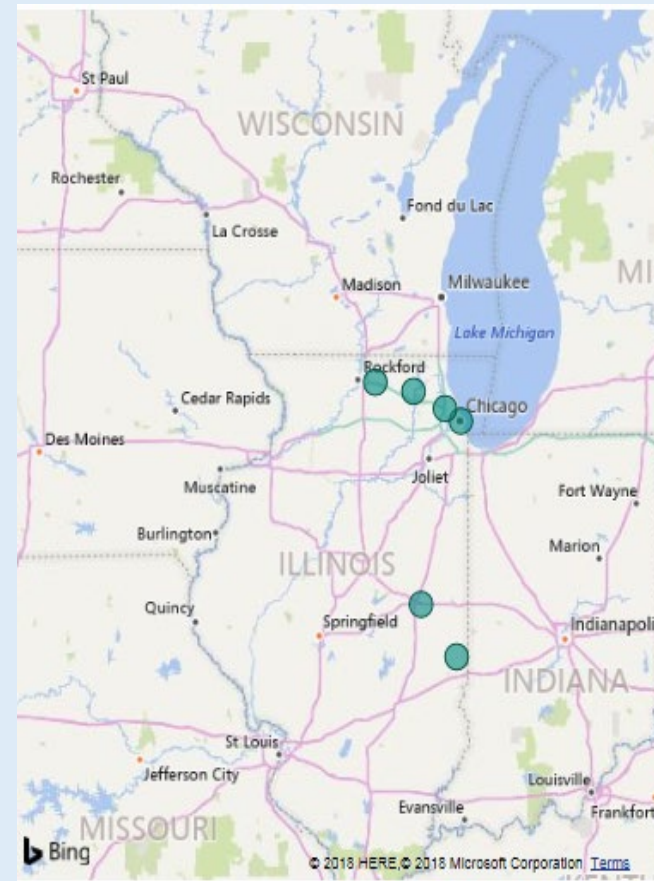 St Paul
WISCONSIN
Rochester
Fond du Lac
La Crosse
MI
Madison
Milwaukee
Lake Michigan
Rockford
Cedar Rapids
Chicago
Des Moines
Joliet
Muscatine
Fort Wayne
Burlington
Marion
ILLINOIS
Quincy
Springfield
Indianapoli
INDIANA
St Louis
Jefferson City
Louisville
Evansville
Frankfort
MISSOURI
Bing
© 2018 HERE,© 2018 Microsoft Corporation Terms